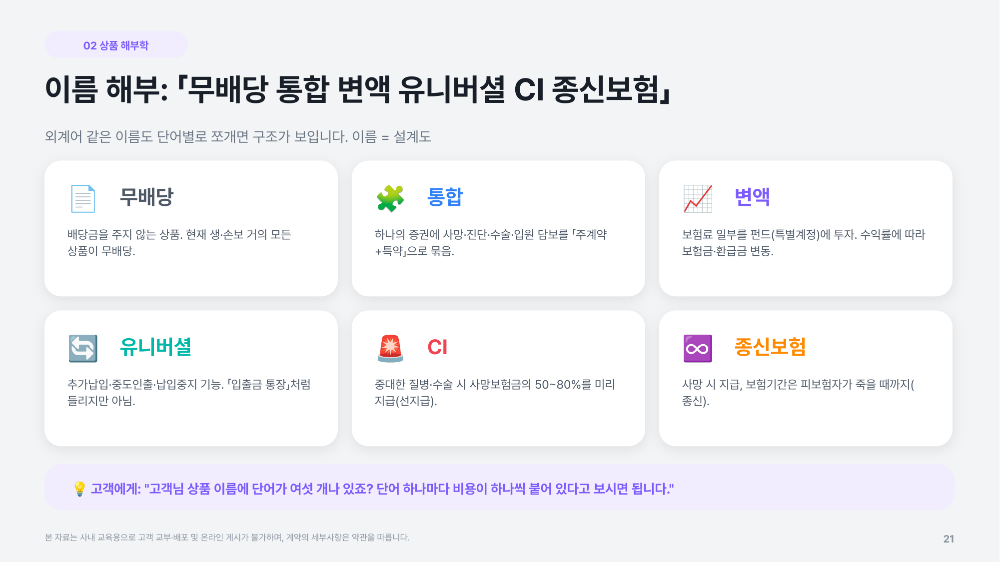 02 상품 해부학
이름 해부: 「무배당 통합 변액 유니버셜 CI 종신보험」
외계어 같은 이름도 단어별로 쪼개면 구조가 보입니다. 이름 = 설계도
무배당
배당금을 주지 않는 상품. 현재 생·손보 거의 모든
상품이 무배당.
통합
하나의 증권에 사망·진단·수술·입원 담보를 「주계약
+특약」으로 묶음.
변액
보험료 일부를 펀드(특별계정)에 투자. 수익률에 따라
보험금·환급금 변동.
유니버셜
추가납입·중도인출·납입중지 기능. 「입출금 통장」처럼
들리지만 아님.
CI
중대한 질병·수술 시 사망보험금의 50~80%를 미리
지급(선지급).
종신보험
사망 시 지급, 보험기간은 피보험자가 죽을 때까지(
종신).
💡 고객에게: "고객님 상품 이름에 단어가 여섯 개나 있죠? 단어 하나마다 비용이 하나씩 붙어 있다고 보시면 됩니다."
본 자료는 사내 교육용으로 고객 교부·배포 및 온라인 게시가 불가하며, 계약의 세부사항은 약관을 따릅니다.
21